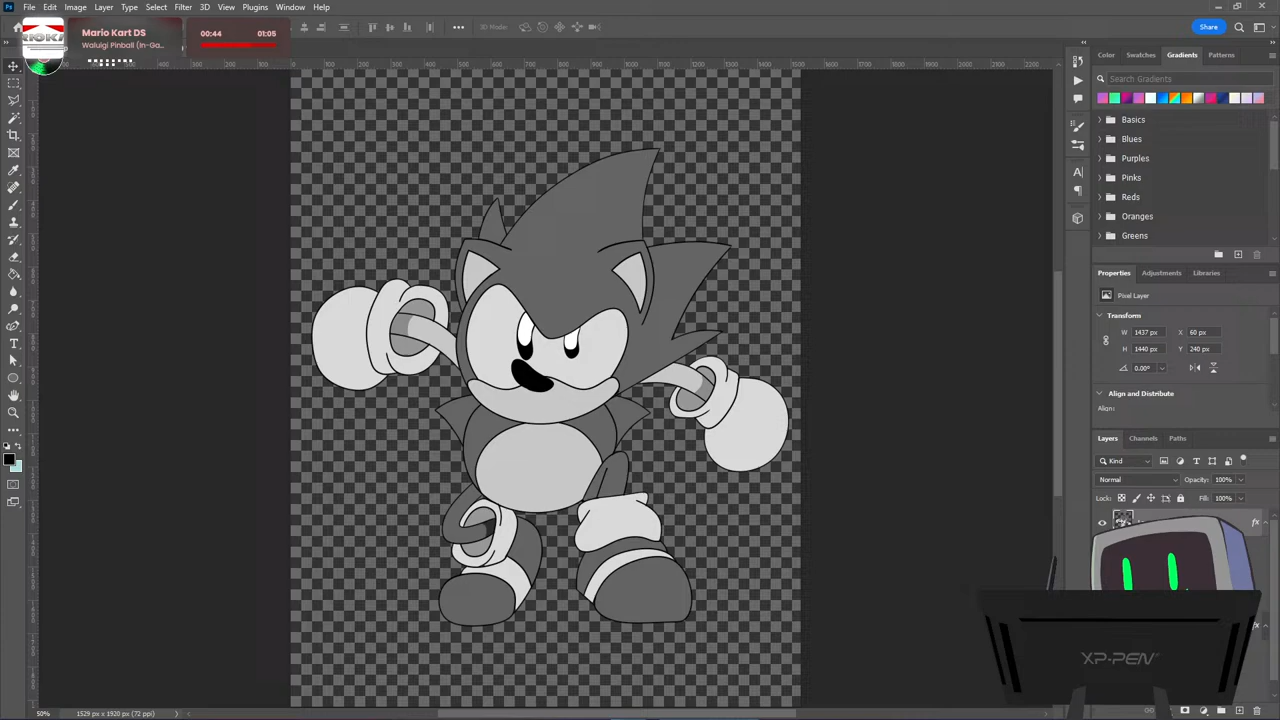 Ps File Edit Image Layer Type Select Filter 3D View Plugins Window Help
Mario Kart DS
Waluigi Pinball (In-Ga...
00:44 01:05
3D Mode:
Share
Color Swatches Gradients Patterns
Search Gradients
Basics
Blues
Purples
Pinks
Reds
Oranges
Greens
Properties Adjustments Libraries
Pixel Layer
Transform
W 1437 px X 60 px
H 1440 px Y 240 px
0.00°
Align and Distribute
Align:
Layers Channels Paths
Kind
Normal Opacity: 100%
Lock: Fill: 100%
fx
XP-PEN
50% 1529 px x 1920 px (72 ppi)